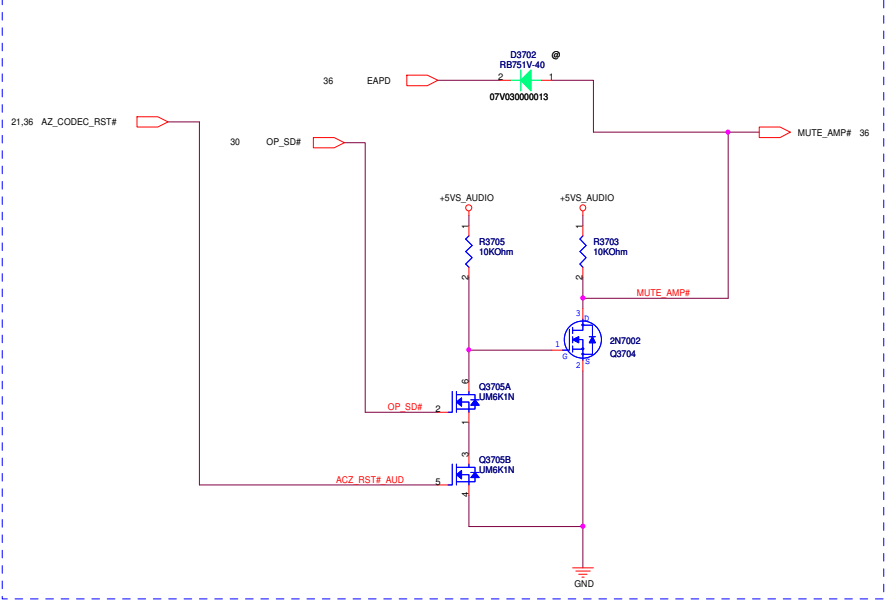 D3702 @
RB751V-40
36 EAPD 2 1
07V030000013
21,36 AZ_CODEC_RST#
MUTE_AMP# 36
30 OP_SD#
+5VS_AUDIO +5VS_AUDIO
1 1
R3705 R3703
10KOhm 10KOhm
2 2
MUTE_AMP#
3 D
1 2N7002
G Q3704
2 S
6 Q3705A
UM6K1N
OP_SD# 2
1
3 Q3705B
UM6K1N
ACZ_RST#_AUD 5
4
GND